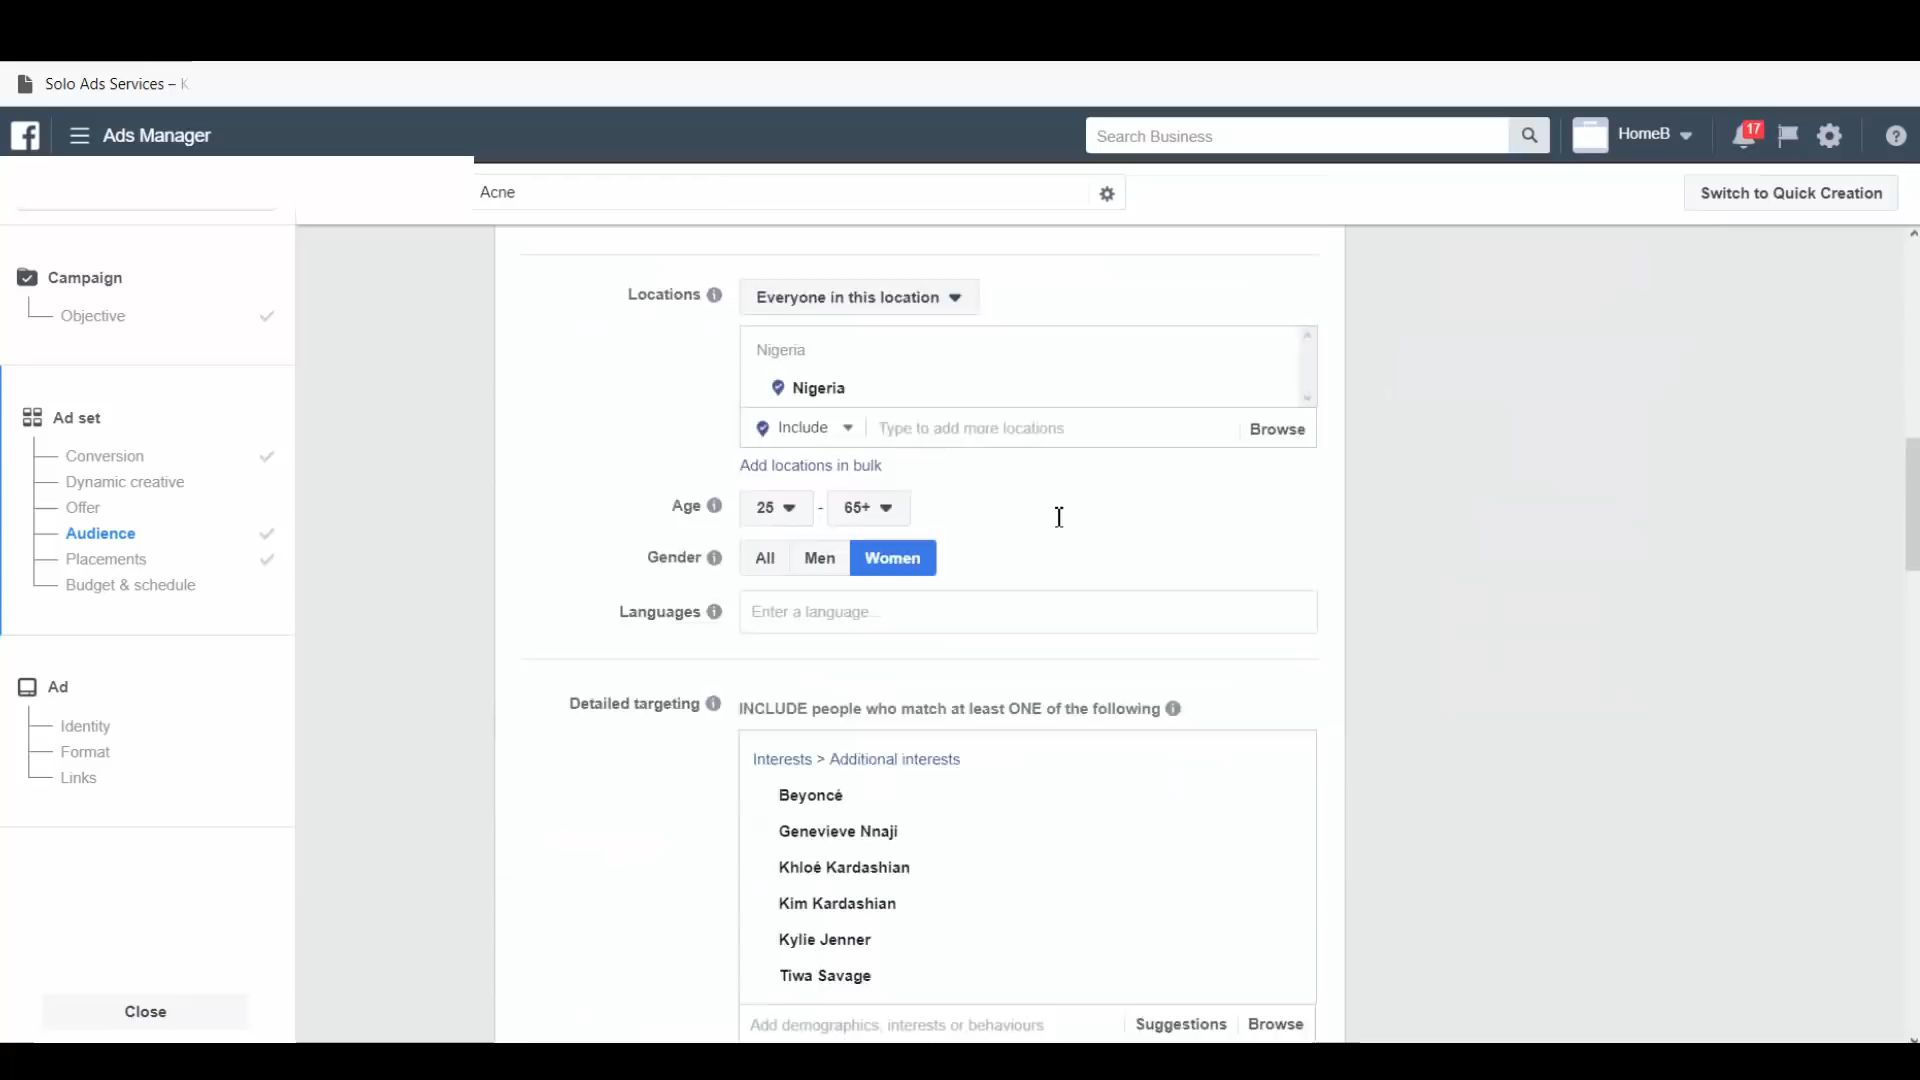 Solo Ads Services – K
Ads Manager
Search Business
HomeB
17
Acne
Switch to Quick Creation
Campaign
Objective
Ad set
Conversion
Dynamic creative
Offer
Audience
Placements
Budget & schedule
Ad
Identity
Format
Links
Close
Locations
Everyone in this location
Nigeria
Nigeria
Include
Type to add more locations
Browse
Add locations in bulk
Age
25 - 65+
Gender
All Men Women
Languages
Enter a language...
Detailed targeting
INCLUDE people who match at least ONE of the following
Interests > Additional interests
Beyoncé
Genevieve Nnaji
Khloé Kardashian
Kim Kardashian
Kylie Jenner
Tiwa Savage
Add demographics, interests or behaviours
Suggestions
Browse